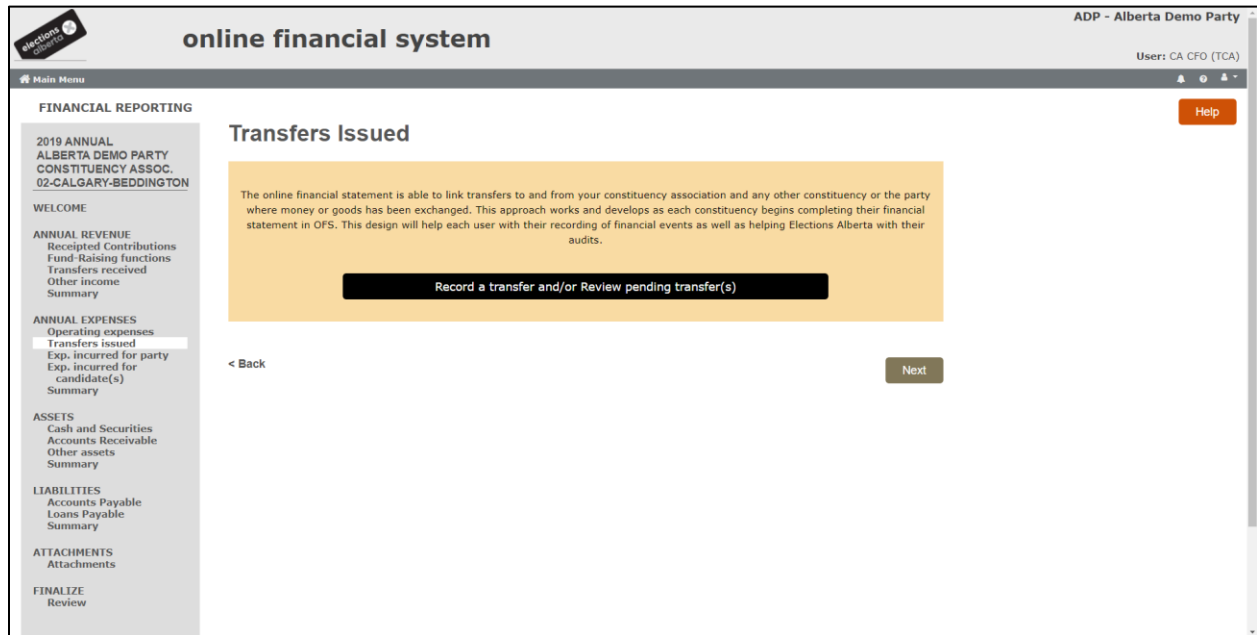 elections
alberta
online financial system
ADP - Alberta Demo Party
User: CA CFO (TCA)
Main Menu
FINANCIAL REPORTING
2019 ANNUAL
ALBERTA DEMO PARTY
CONSTITUENCY ASSOC.
02-CALGARY-BEDDINGTON
WELCOME
ANNUAL REVENUE
Receipted Contributions
Fund-Raising functions
Transfers received
Other income
Summary
ANNUAL EXPENSES
Operating expenses
Transfers issued
Exp. incurred for party
Exp. incurred for
candidate(s)
Summary
ASSETS
Cash and Securities
Accounts Receivable
Other assets
Summary
LIABILITIES
Accounts Payable
Loans Payable
Summary
ATTACHMENTS
Attachments
FINALIZE
Review
Help
Transfers Issued
The online financial statement is able to link transfers to and from your constituency association and any other constituency or the party
where money or goods has been exchanged. This approach works and develops as each constituency begins completing their financial
statement in OFS. This design will help each user with their recording of financial events as well as helping Elections Alberta with their
audits.
Record a transfer and/or Review pending transfer(s)
< Back
Next